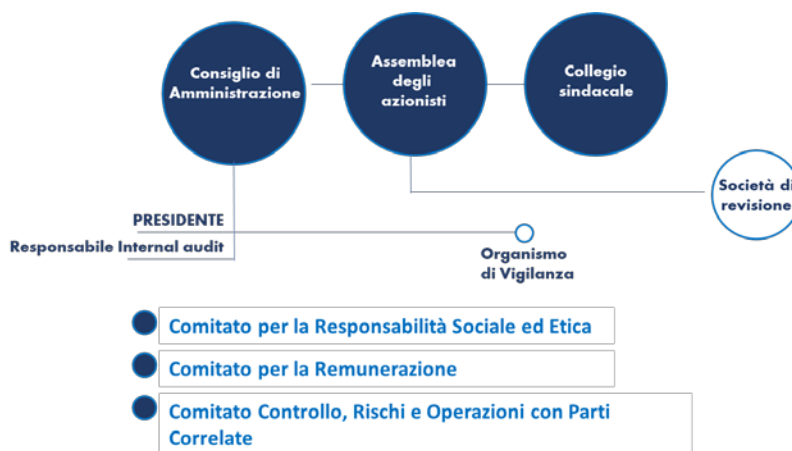 Consiglio di
Amministrazione
Assemblea
degli
azionisti
Collegio
sindacale
Società di
revisione
PRESIDENTE
Responsabile Internal audit
Organismo
di Vigilanza
Comitato per la Responsabilità Sociale ed Etica
Comitato per la Remunerazione
Comitato Controllo, Rischi e Operazioni con Parti
Correlate